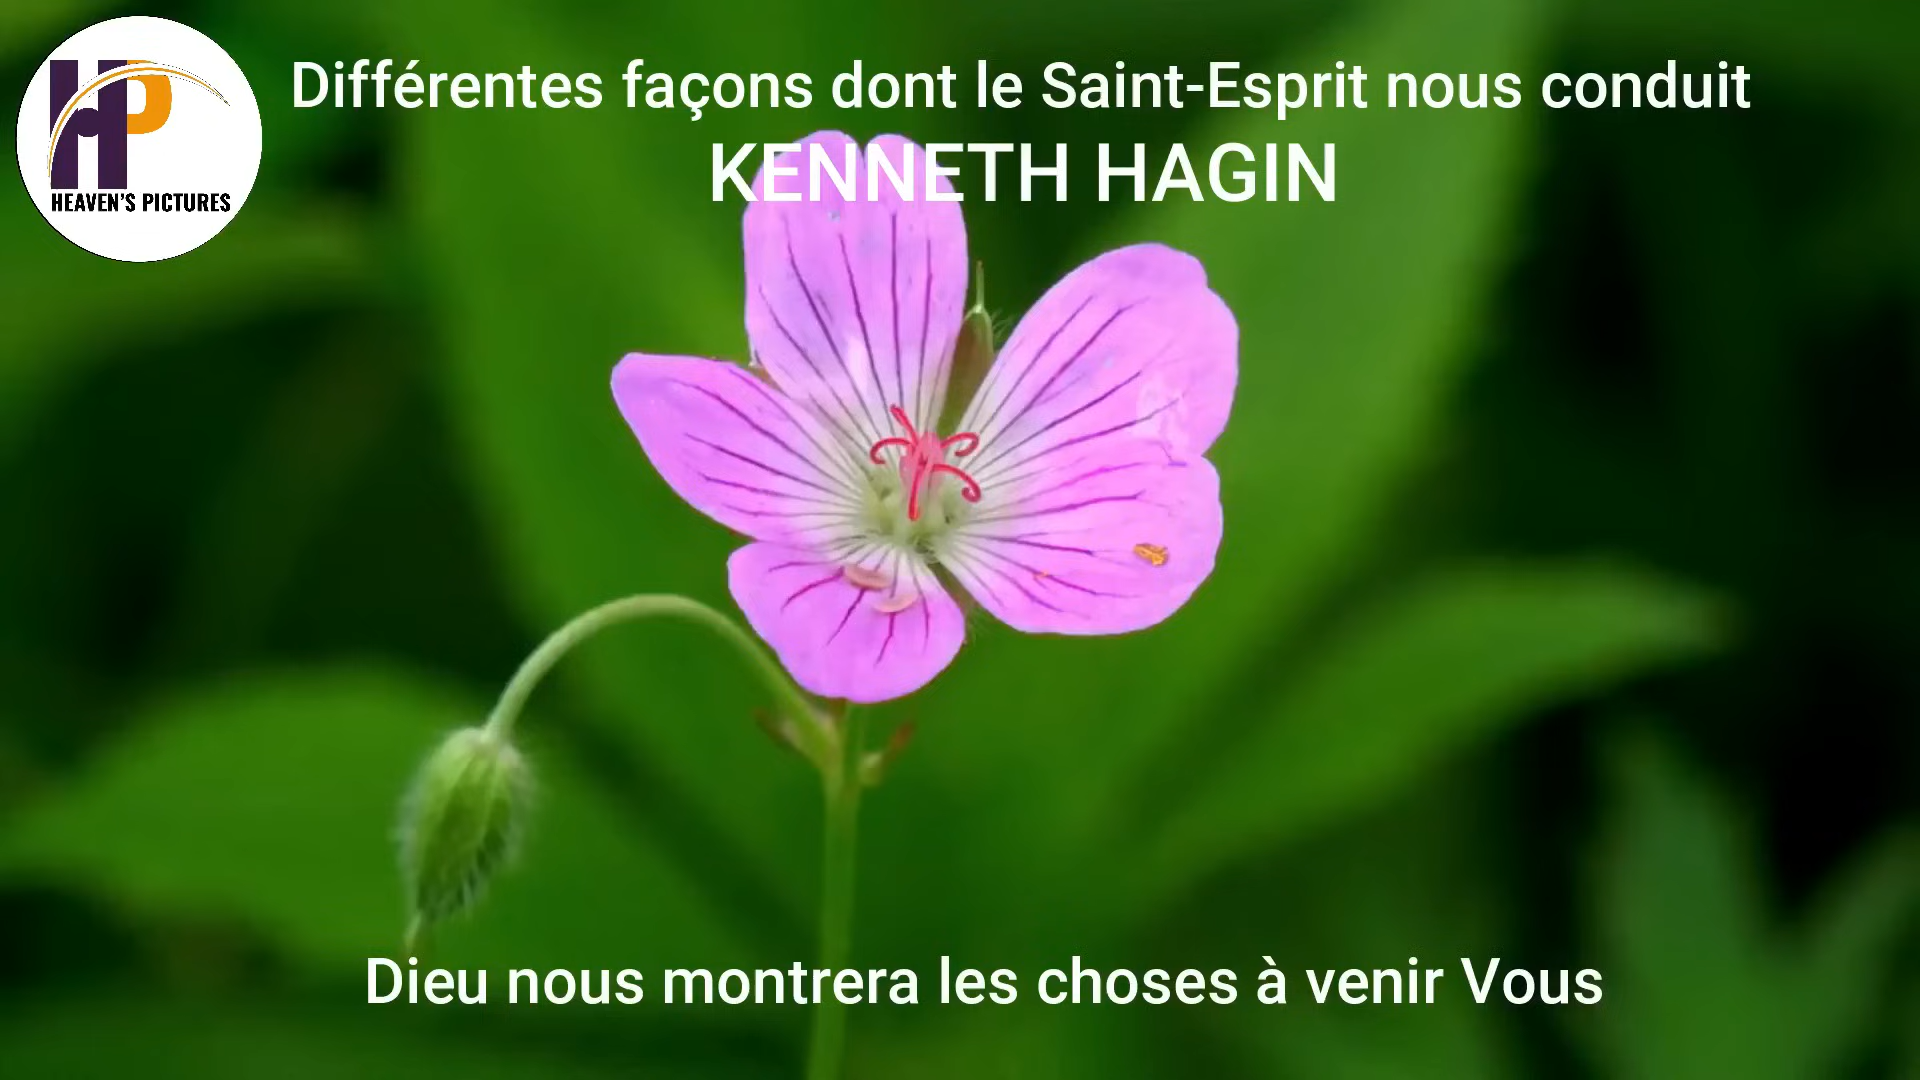 HP
HEAVEN'S PICTURES
Différentes façons dont le Saint-Esprit nous conduit
KENNETH HAGIN
Dieu nous montrera les choses à venir Vous